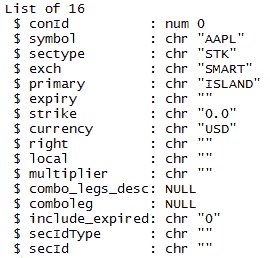 List of 16
 $ conId          : num 0
 $ symbol         : chr "AAPL"
 $ sectype        : chr "STK"
 $ exch           : chr "SMART"
 $ primary        : chr "ISLAND"
 $ expiry         : chr ""
 $ strike         : chr "0.0"
 $ currency       : chr "USD"
 $ right          : chr ""
 $ local          : chr ""
 $ multiplier     : chr ""
 $ combo_legs_desc: NULL
 $ comboleg       : NULL
 $ include_expired: chr "0"
 $ secIdType      : chr ""
 $ secId          : chr ""